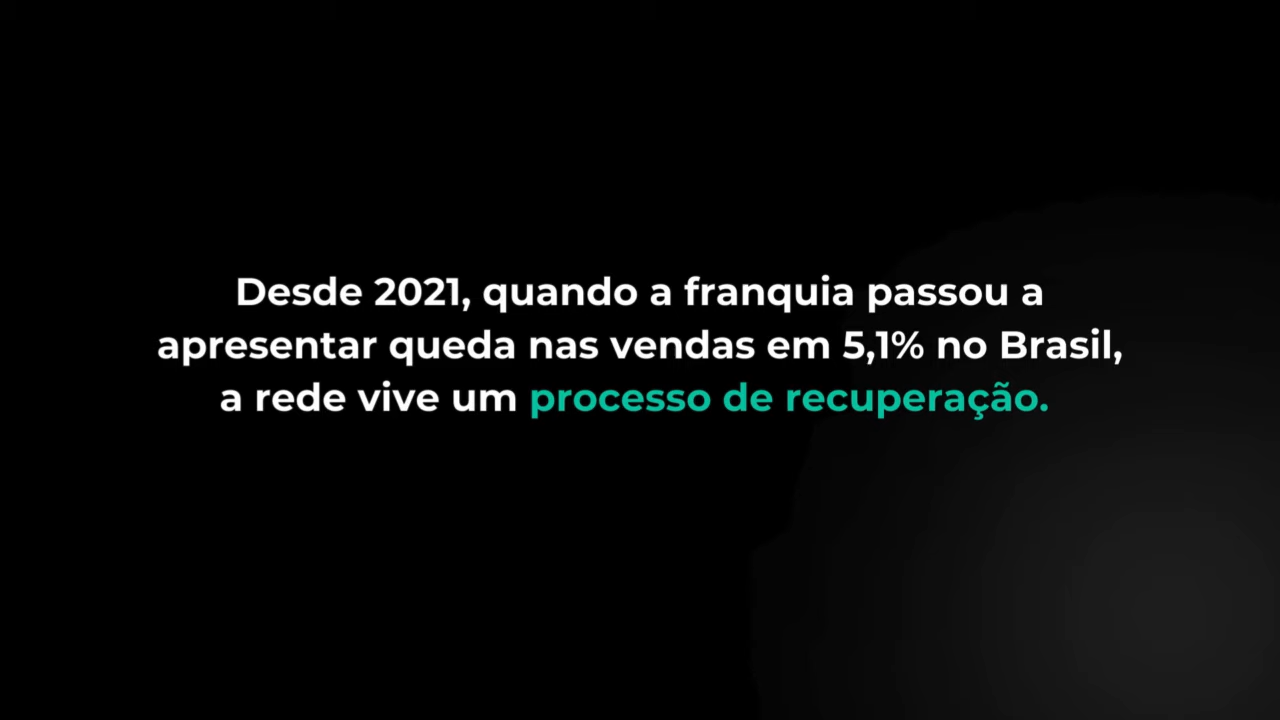 Desde 2021, quando a franquia passou a
apresentar queda nas vendas em 5,1% no Brasil,
a rede vive um processo de recuperação.